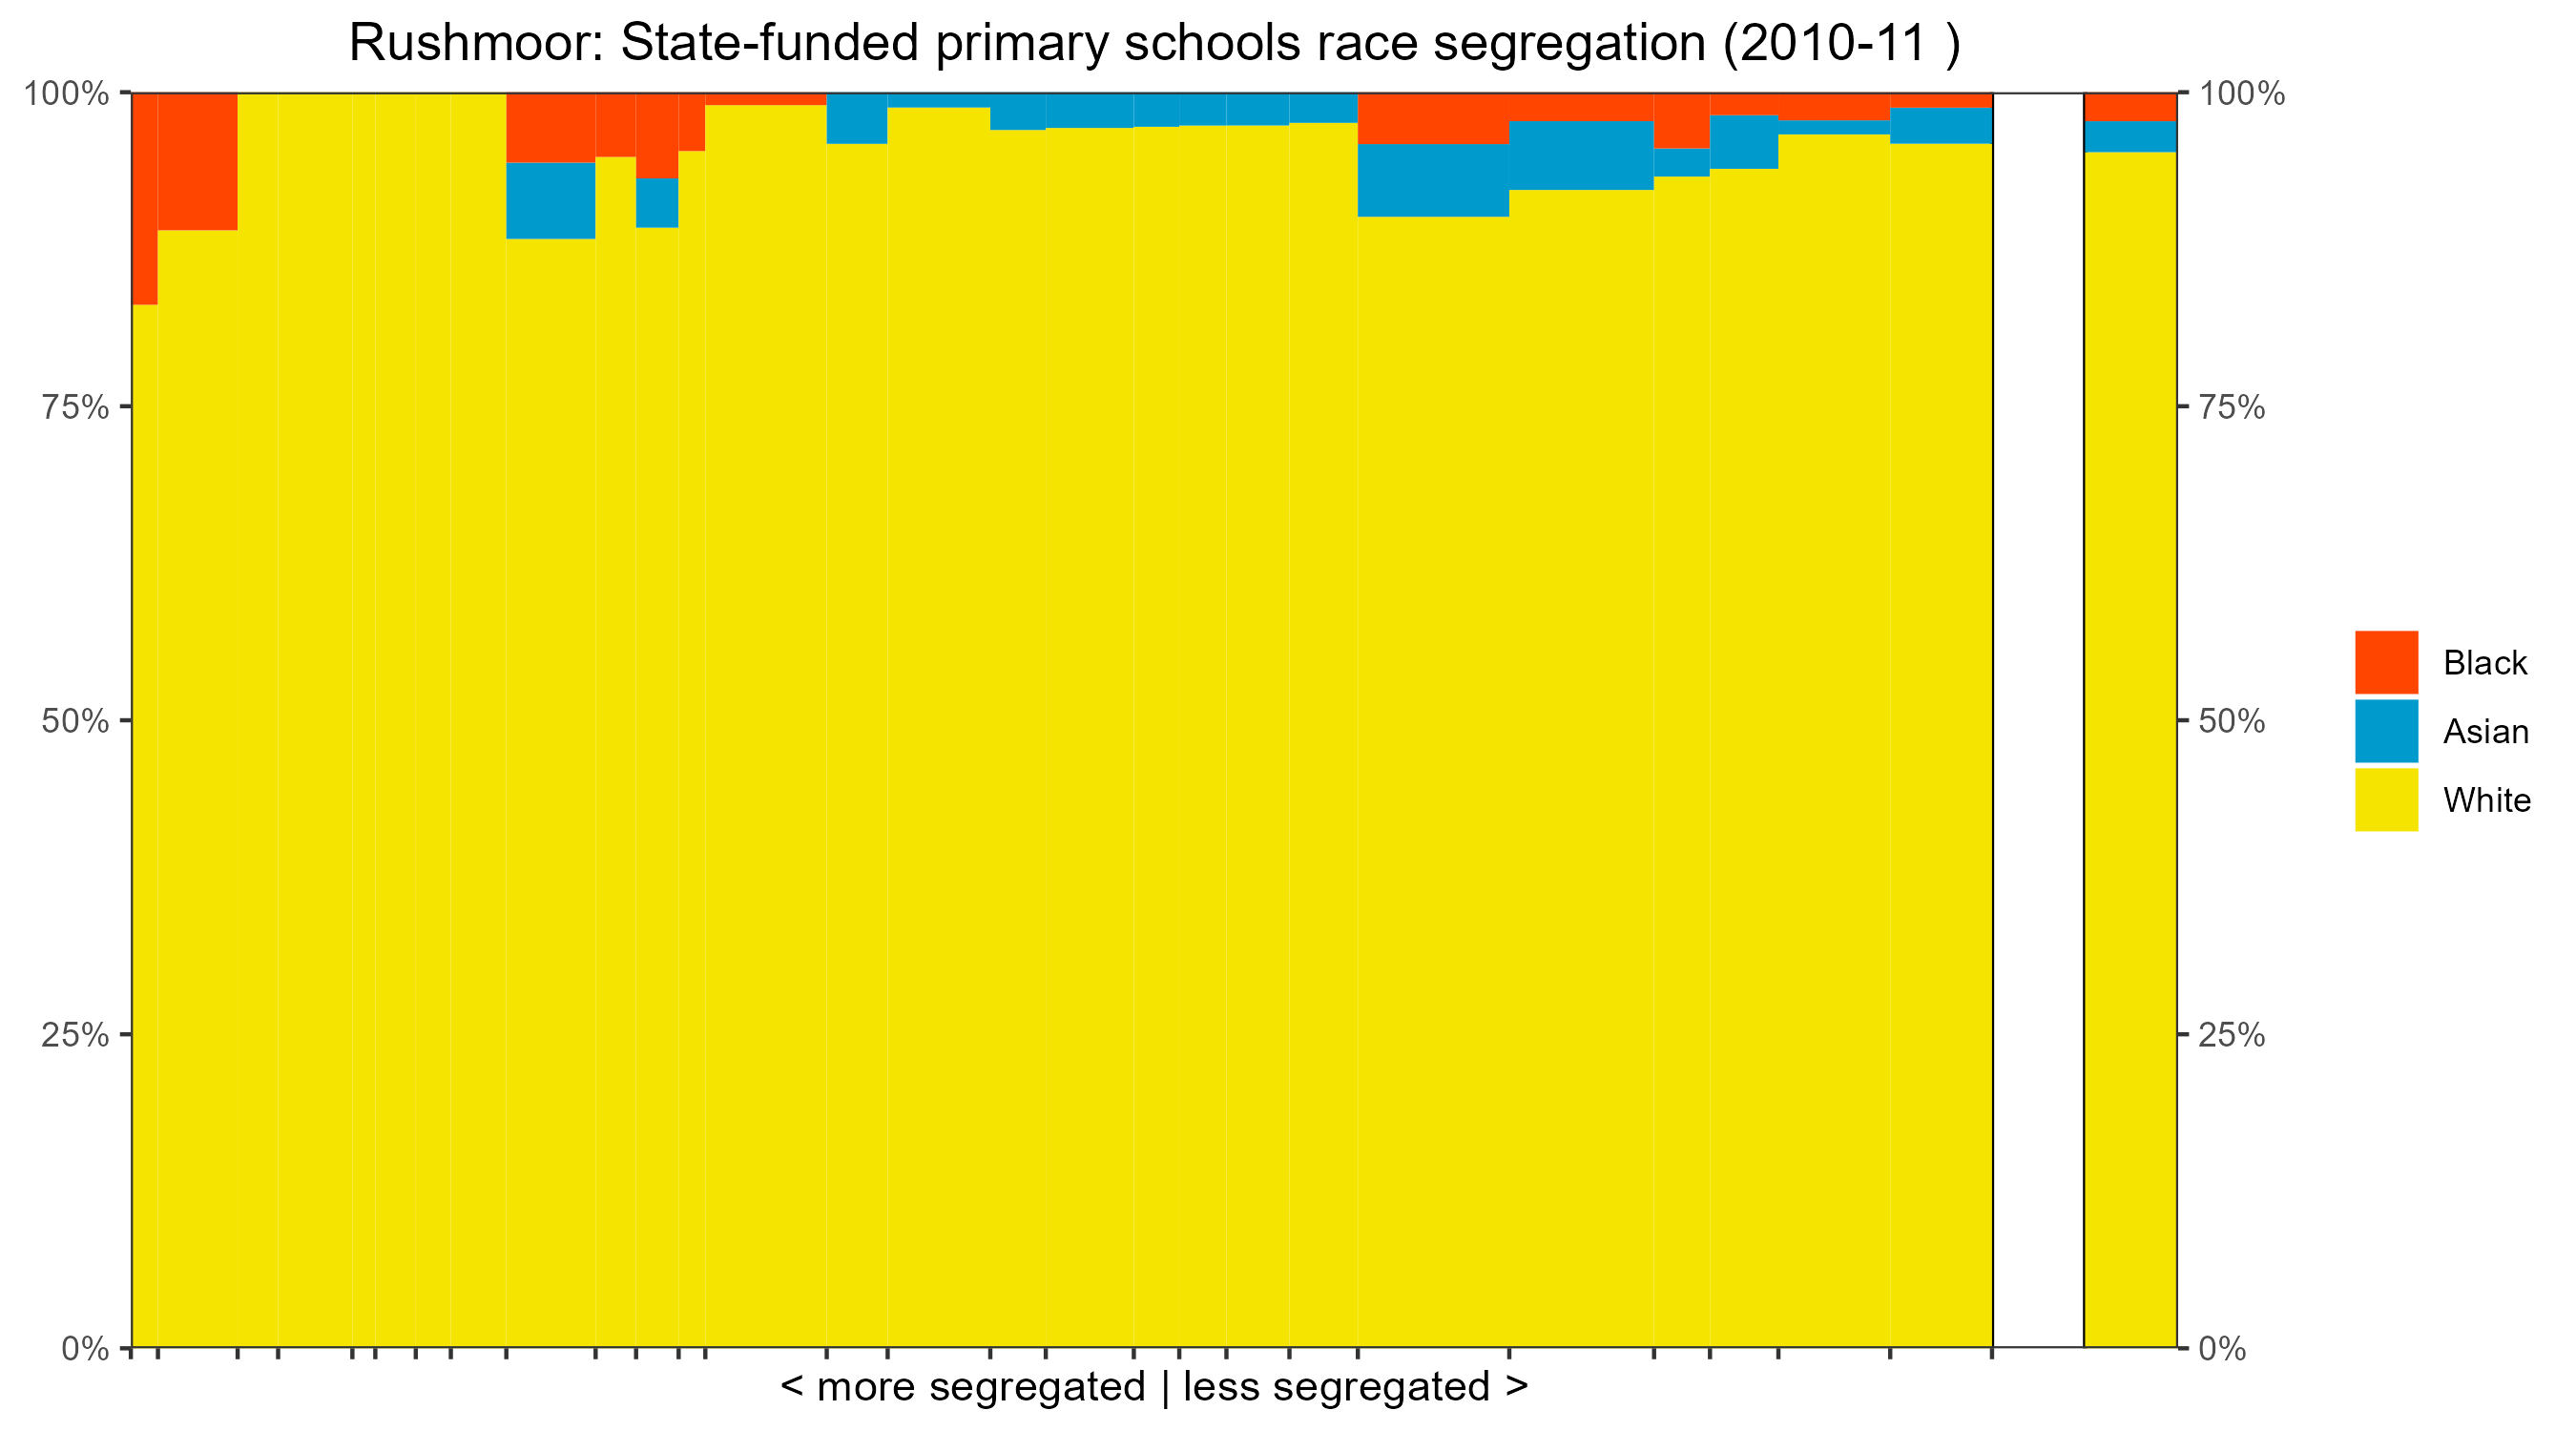 Rushmoor: State-funded primary schools race segregation (2010-11 )
100%
75%
50%
25%
0%
100%
75%
50%
25%
0%
Black
Asian
White
< more segregated | less segregated >